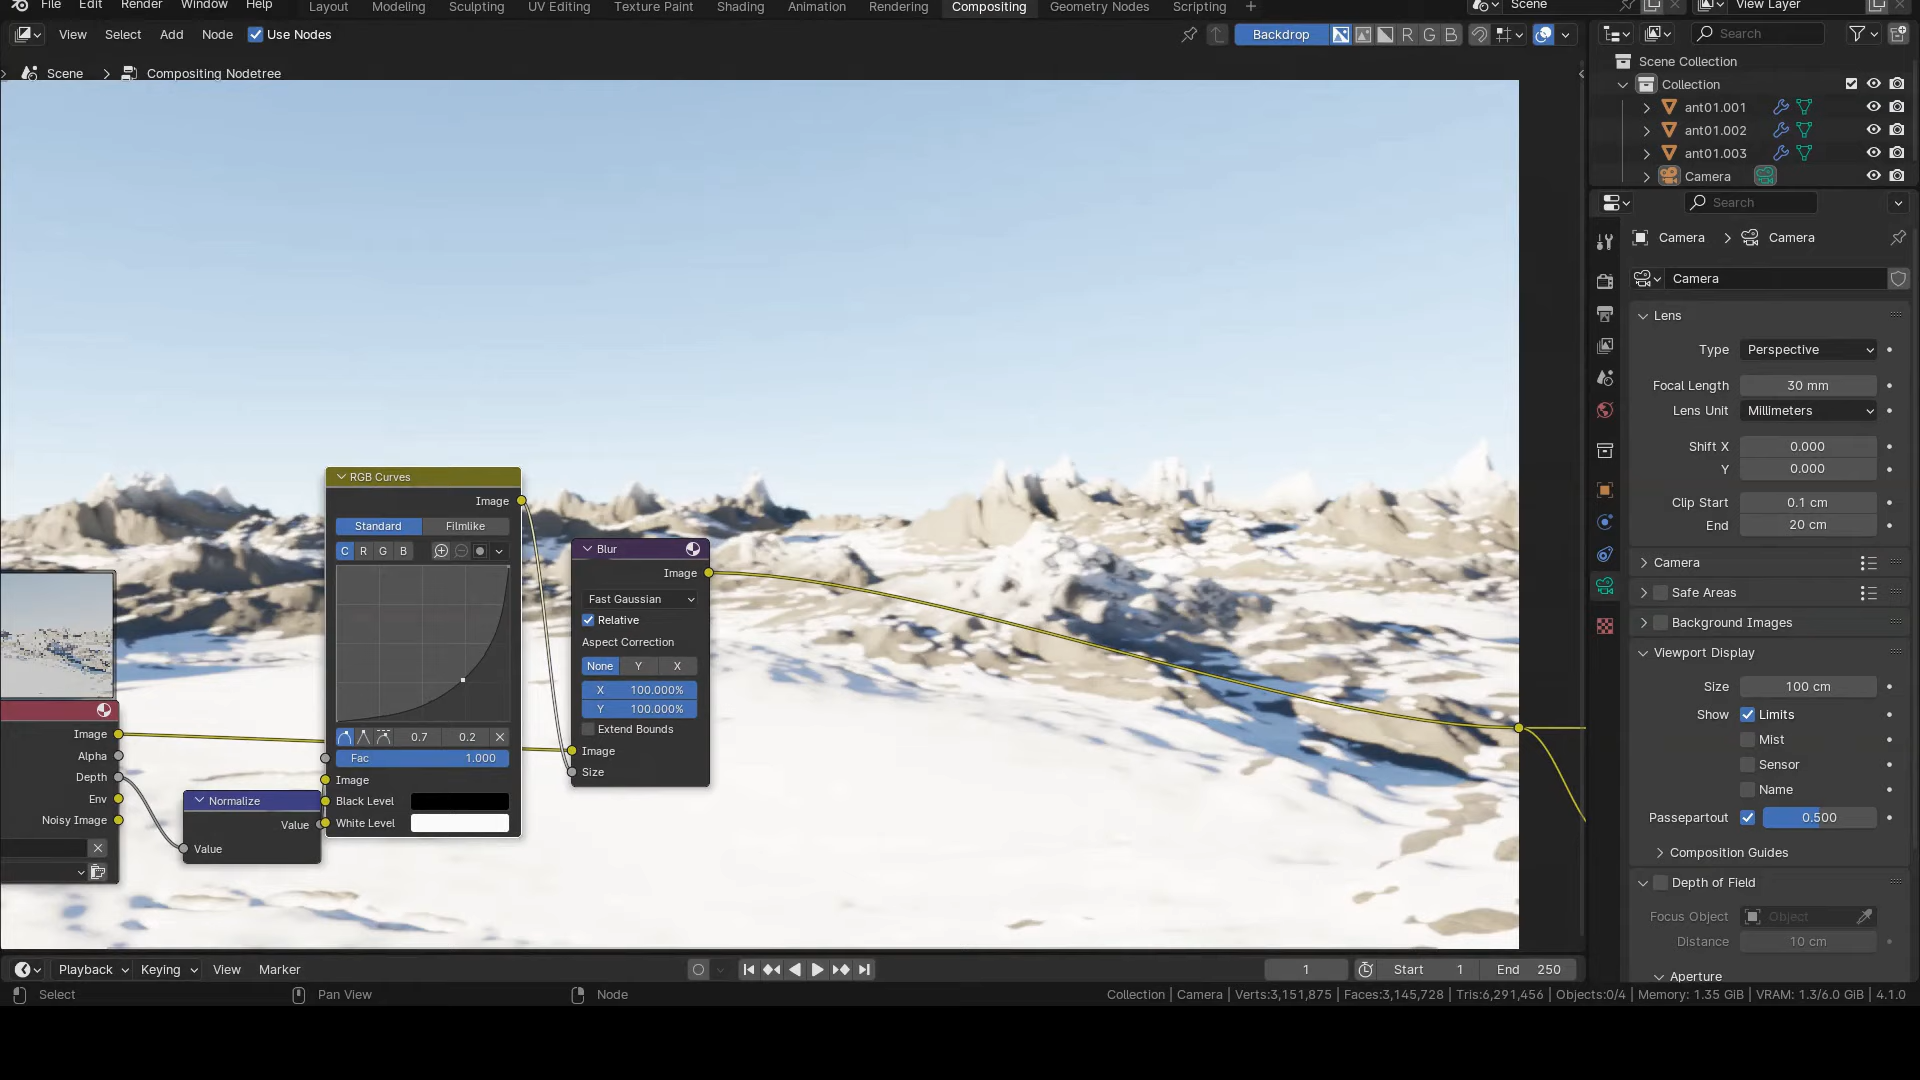 File Edit Render Window Help Layout Modeling Sculpting UV Editing Texture Paint Shading Animation Rendering Compositing Geometry Nodes Scripting + Scene View Layer
View Select Add Node Use Nodes Backdrop R G B Search
Scene > Compositing Nodetree
Scene Collection
Collection
ant01.001
ant01.002
ant01.003
Camera
Search
Camera > Camera
Camera
Lens
Type Perspective
Focal Length 30 mm
Lens Unit Millimeters
Shift X 0.000
Y 0.000
Clip Start 0.1 cm
End 20 cm
Camera
Safe Areas
Background Images
Viewport Display
Size 100 cm
Show Limits
Mist
Sensor
Name
Passepartout 0.500
Composition Guides
Depth of Field
Focus Object Object
Distance 10 cm
Aperture
RGB Curves
Image
Standard Filmlike
C R G B
0.7 0.2
Fac 1.000
Image
Black Level
White Level
Blur
Image
Fast Gaussian
Relative
Aspect Correction
None Y X
X 100.000%
Y 100.000%
Extend Bounds
Image
Size
Image
Alpha
Depth
Env
Noisy Image
Normalize
Value
Value
Playback Keying View Marker 1 Start 1 End 250
Select Pan View Node Collection | Camera | Verts:3,151,875 | Faces:3,145,728 | Tris:6,291,456 | Objects:0/4 | Memory: 1.35 GiB | VRAM: 1.3/6.0 GiB | 4.1.0